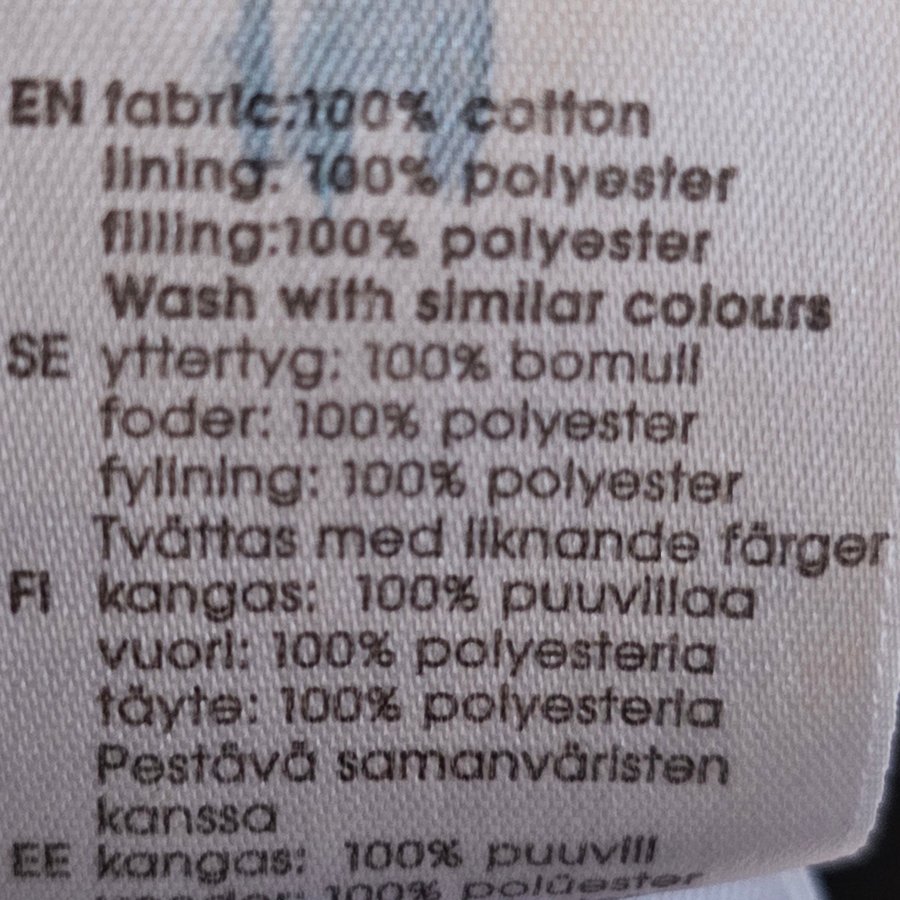 EN fabric:100% cotton
lining: 100% polyester
filling:100% polyester
Wash with similar colours
SE yttertyg: 100% bomull
foder: 100% polyester
fyllning: 100% polyester
Tvättas med liknande färger
FI kangas: 100% puuvillaa
vuori: 100% polyesteria
täyte: 100% polyesteria
Pestävä samanväristen
kanssa
EE kangas: 100% puuvill
100% polüester